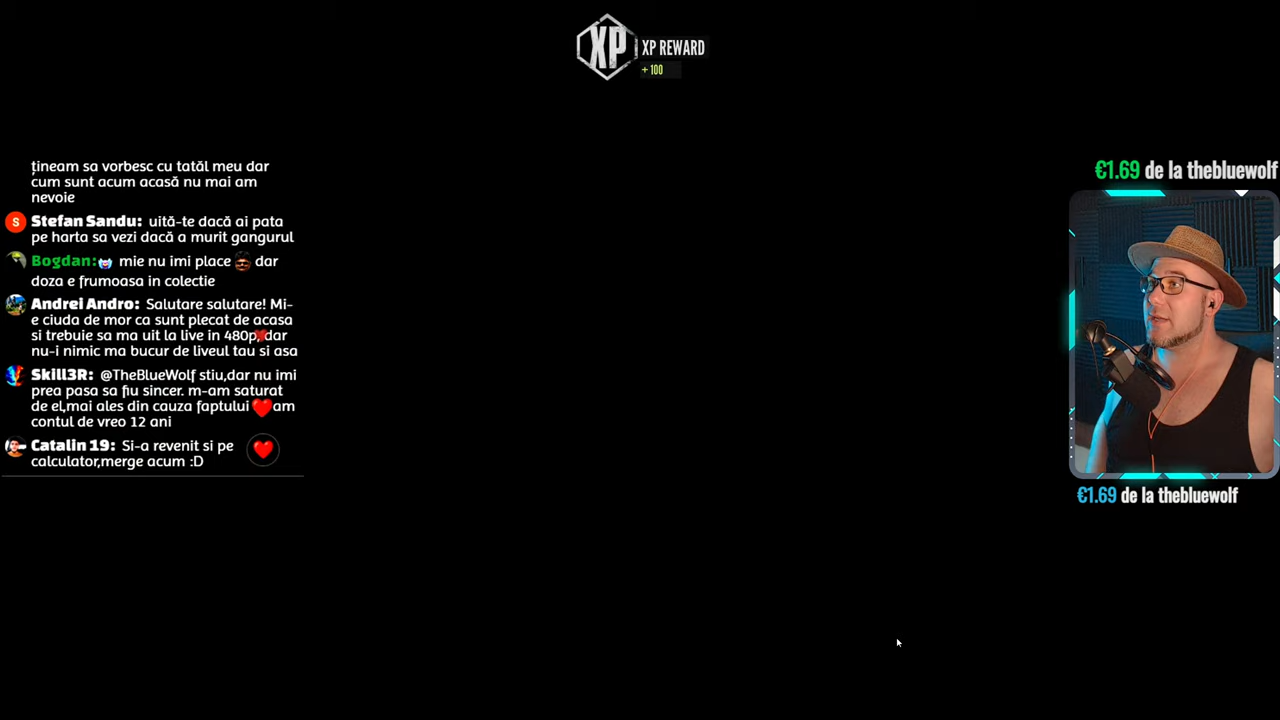 XP
XP REWARD
+ 100
țineam sa vorbesc cu tatăl meu dar
cum sunt acum acasă nu mai am
nevoie
S
Stefan Sandu: uită-te dacă ai pata
pe harta sa vezi dacă a murit gangurul
Bogdan: mie nu imi place dar
doza e frumoasa in colectie
Andrei Andro: Salutare salutare! Mi-
e ciuda de mor ca sunt plecat de acasa
si trebuie sa ma uit la live in 480p, dar
nu-i nimic ma bucur de liveul tau si asa
Skill3R: @TheBlueWolf stiu,dar nu imi
prea pasa sa fiu sincer. m-am saturat
de el,mai ales din cauza faptului am
contul de vreo 12 ani
Catalin 19: Si-a revenit si pe
calculator,merge acum :D
€1.69 de la thebluewolf
€1.69 de la thebluewolf